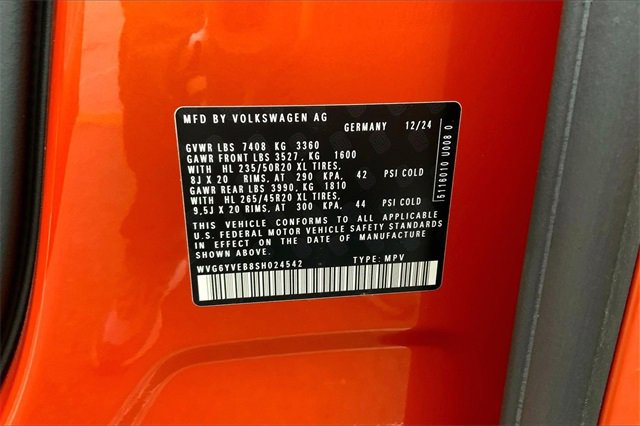 MFD BY VOLKSWAGEN AG
GERMANY 12/24
GVWR LBS 7408 KG 3360
GAWR FRONT LBS 3527 , KG 1600
WITH HL 235/50R20 XL TIRES,
8J X 20 RIMS, AT 290 KPA, 42 PSI COLD
GAWR REAR LBS 3990, KG 1810
WITH HL 265/45R20 XL TIRES,
9.5J X 20 RIMS, AT 300 KPA, 44 PSI COLD
THIS VEHICLE CONFORMS TO ALL APPLICABLE
U.S. FEDERAL MOTOR VEHICLE SAFETY STANDARDS
IN EFFECT ON THE DATE OF MANUFACTURE
SHOWN ABOVE.
WVG6YVEB8SH024542 TYPE: MPV
5116010 U008 0